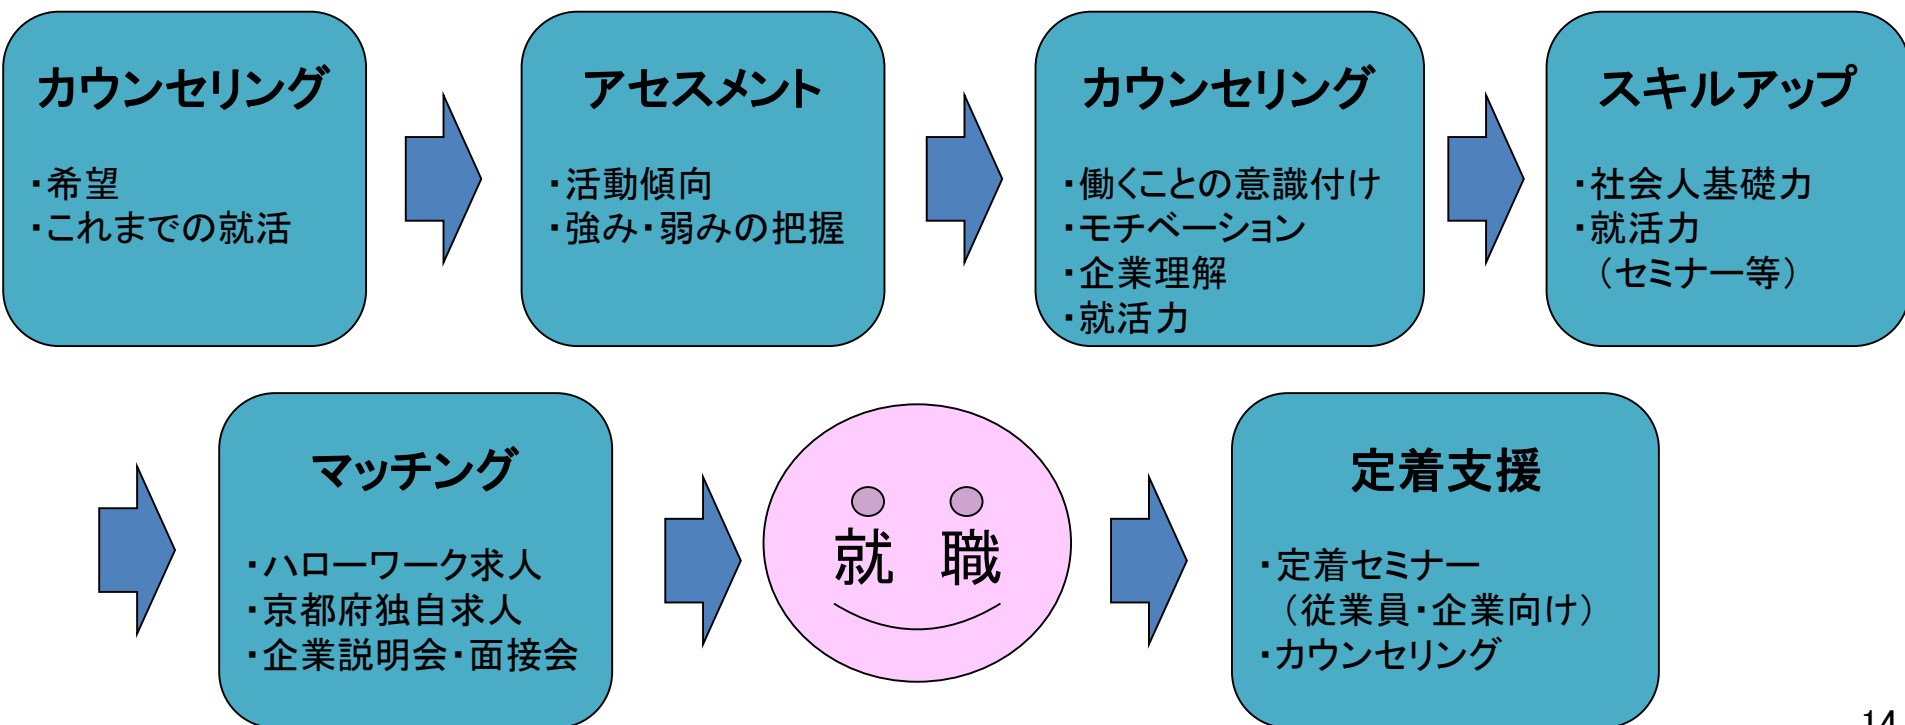 カウンセリング
・希望
・これまでの就活
アセスメント
・活動傾向
・強み・弱みの把握
カウンセリング
・働くことの意識付け
・モチベーション
・企業理解
・就活力
スキルアップ
・社会人基礎力
・就活力
（セミナー等）
マッチング
・ハローワーク求人
・京都府独自求人
・企業説明会・面接会
就　職
定着支援
・定着セミナー
（従業員・企業向け）
・カウンセリング
14